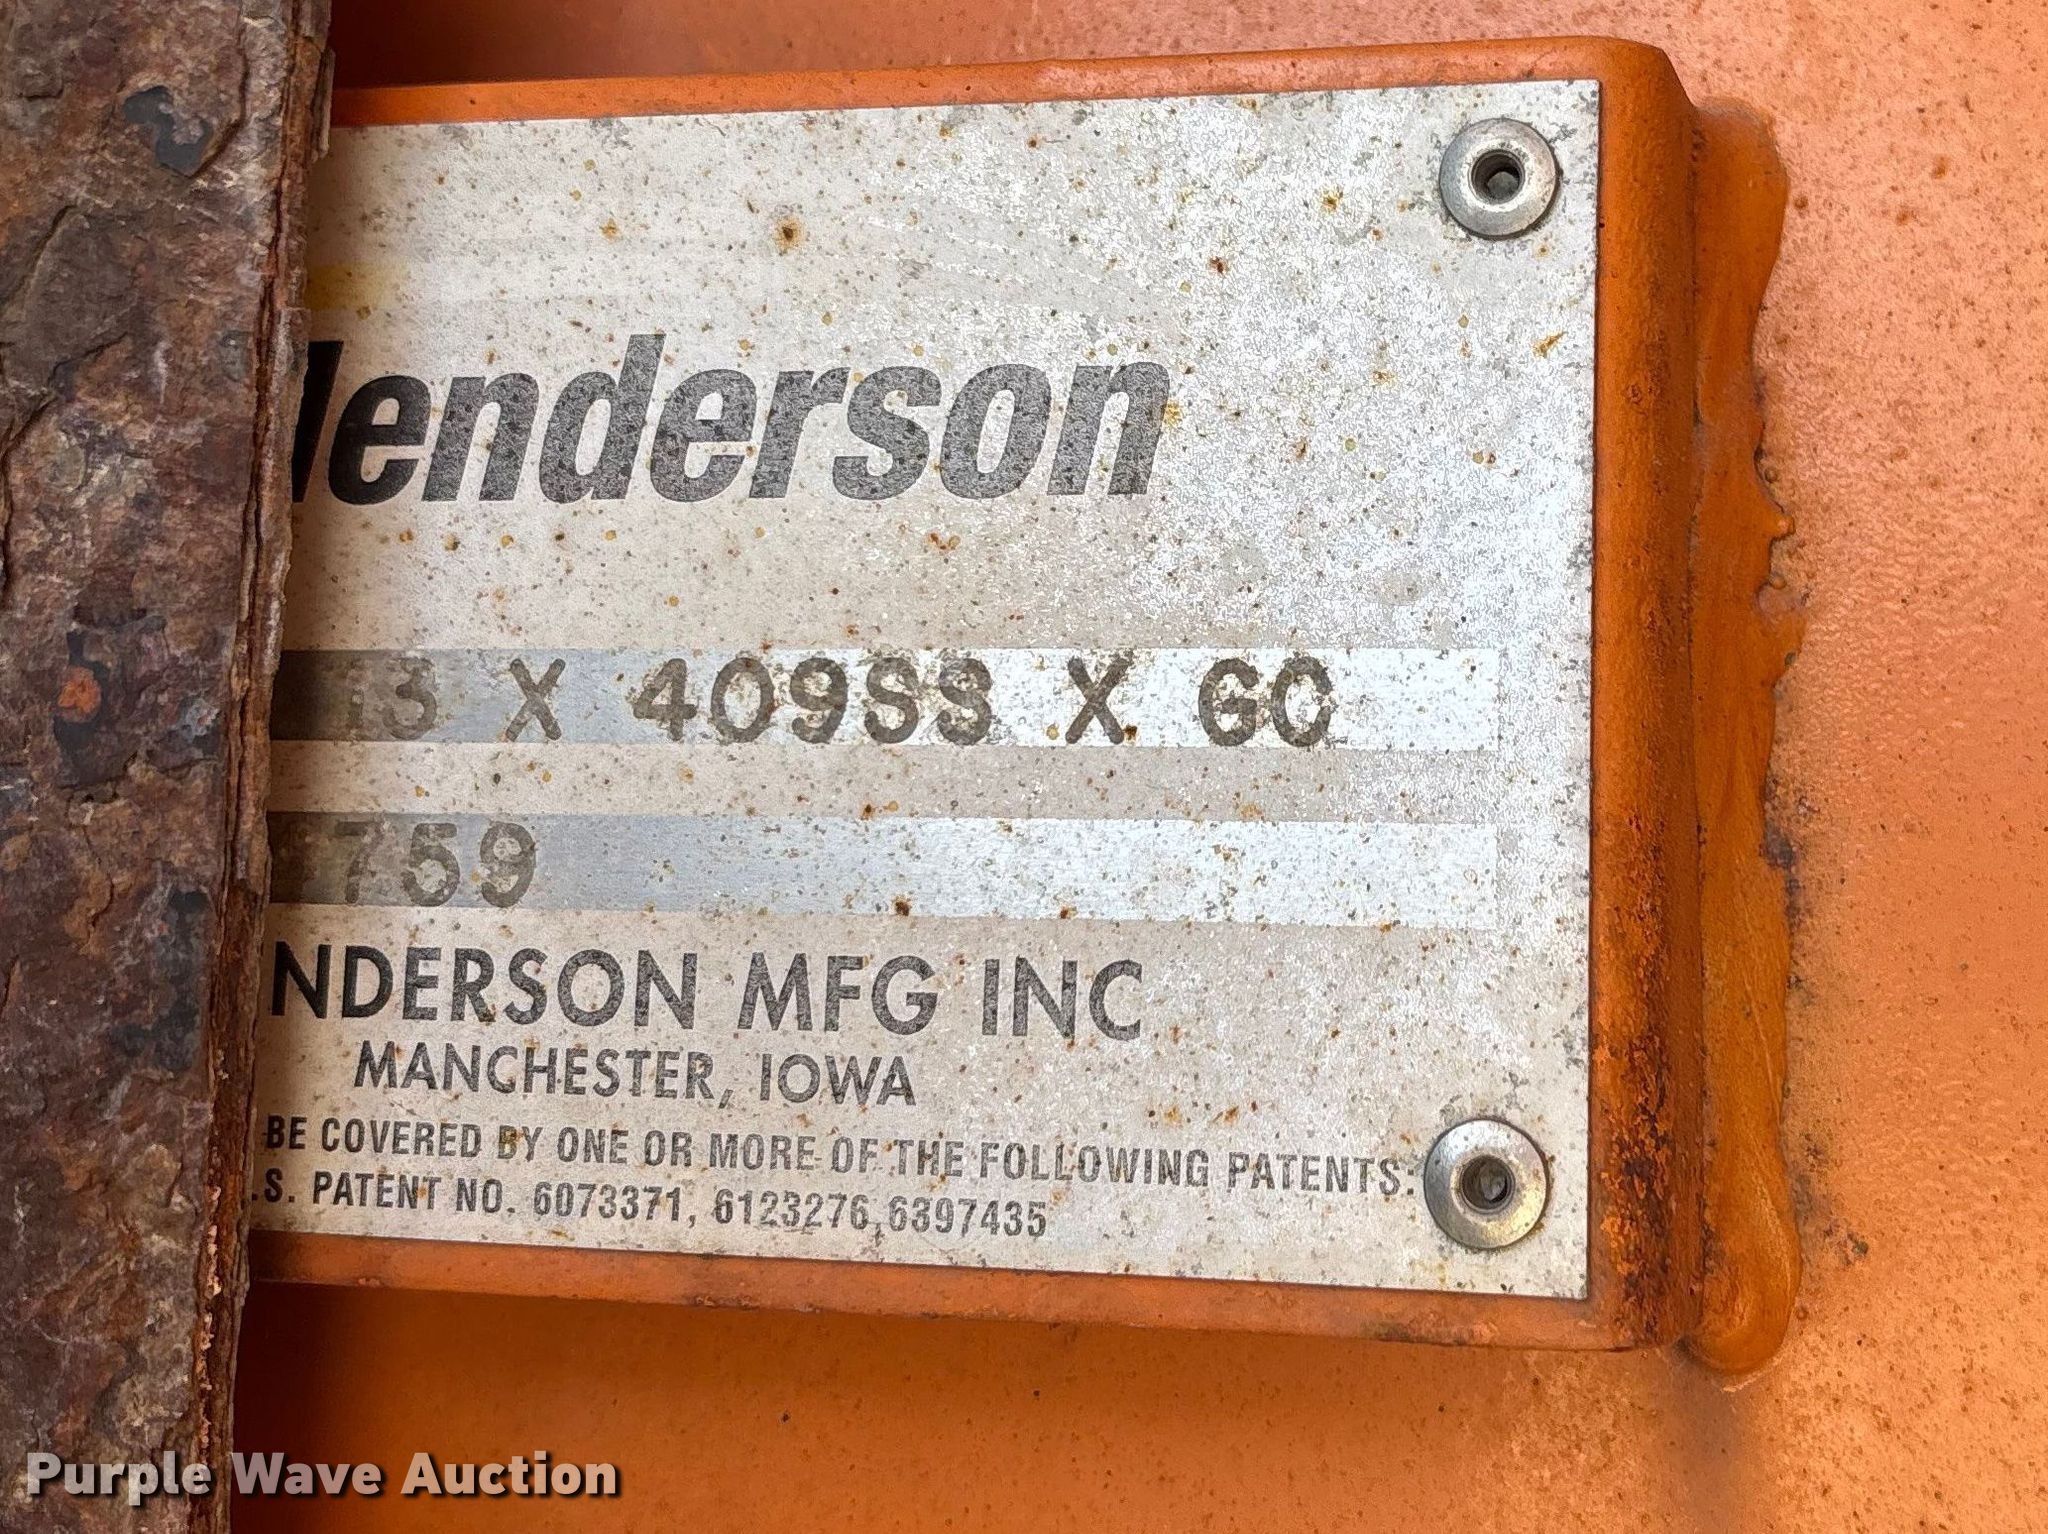 Henderson
13 X 409SS X GC
759
NDERSON MFG INC
MANCHESTER, IOWA
BE COVERED BY ONE OR MORE OF THE FOLLOWING PATENTS:
.S. PATENT NO. 6073371, 6123276,6397435
Purple Wave Auction